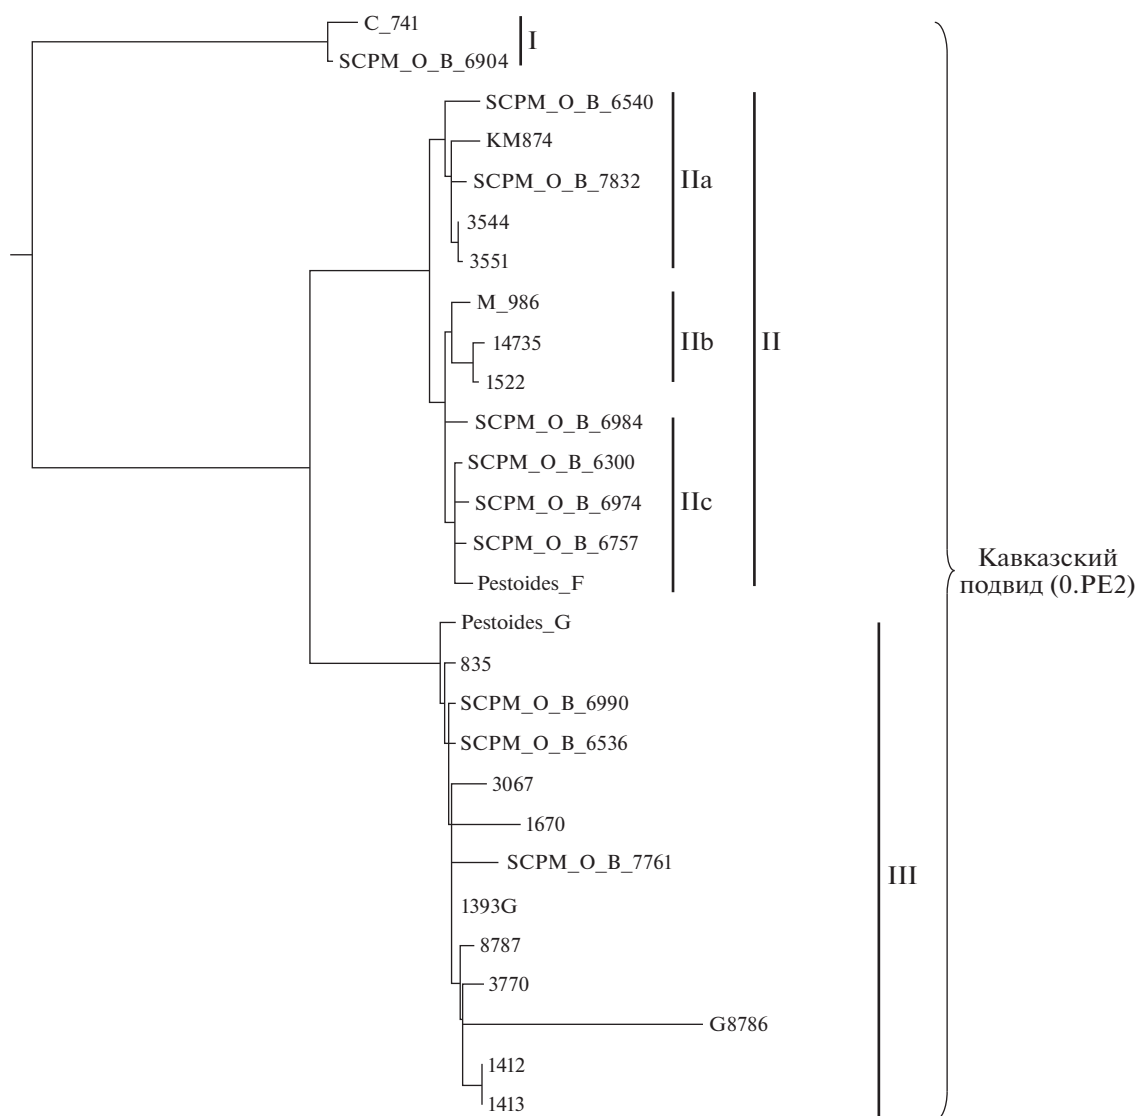 C_741
I
SCPM_O_B_6904
SCPM_O_B_6540
KM874
SCPM_O_B_7832
IIa
3544
3551
M_986
14735
IIb
II
1522
SCPM_O_B_6984
SCPM_O_B_6300
SCPM_O_B_6974
IIc
SCPM_O_B_6757
Pestoides_F
Кавказский
подвид (0.PE2)
Pestoides_G
835
SCPM_O_B_6990
SCPM_O_B_6536
3067
1670
SCPM_O_B_7761
III
1393G
8787
3770
G8786
1412
1413